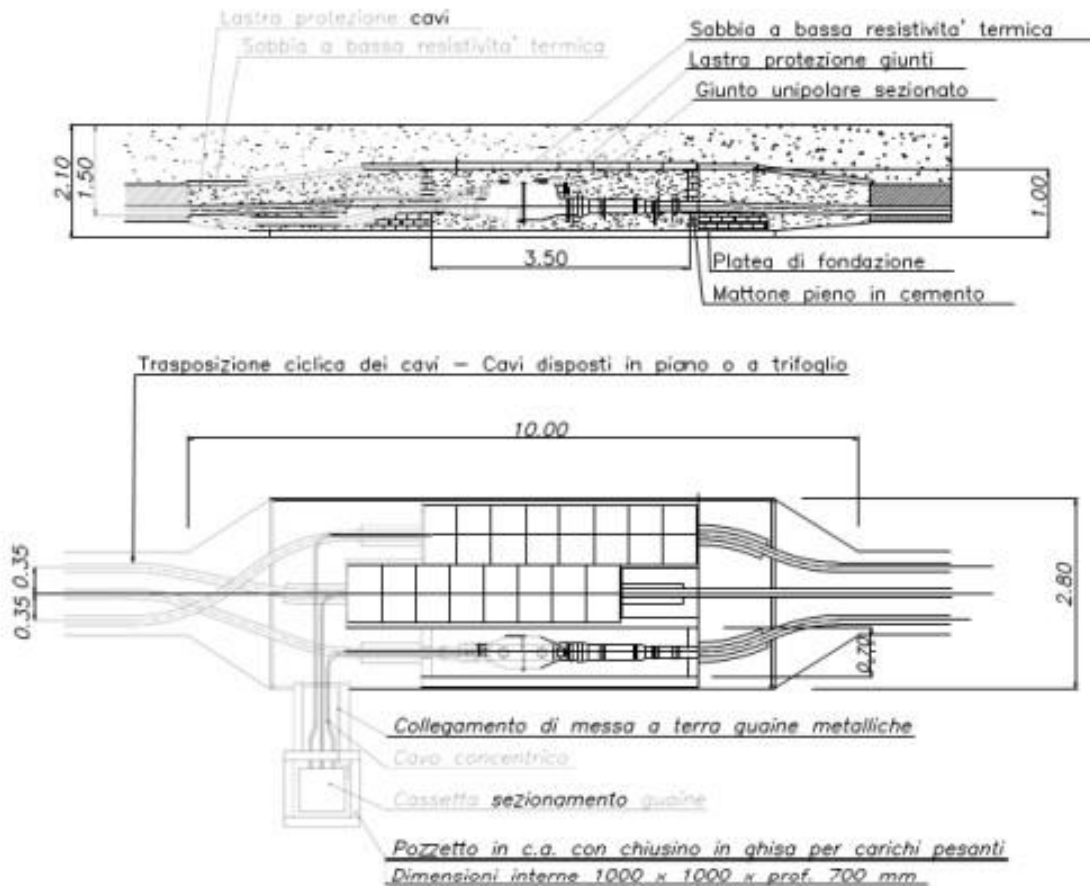 Lastra protezione cavi
Sabbia a bassa resistivita' termica
Sabbia a bassa resistivita' termica
Lastra protezione giunti
Giunto unipolare sezionato
2.10
1.50
1.00
3.50
Platea di fondazione
Mattone pieno in cemento
Trasposizione ciclica dei cavi – Cavi disposti in piano o a trifoglio
10.00
0.35
0.35
2.80
0.70
Collegamento di messa a terra guaine metalliche
Cavo concentrico
Cassetta sezionamento guaine
Pozzetto in c.a. con chiusino in ghisa per carichi pesanti
Dimensioni interne 1000 x 1000 x prof. 700 mm